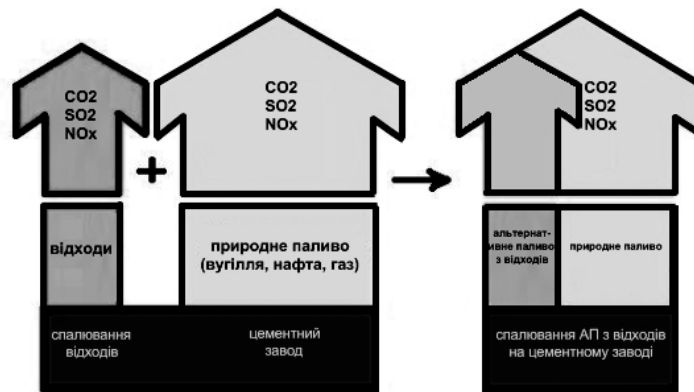 CO2
SO2
NOx
+
CO2
SO2
NOx
CO2
SO2
NOx
відходи
природне паливо
(вугілля, нафта, газ)
альтернат-
ивне паливо
з відходів
природне паливо
спалювання
відходів
цементний
завод
спалювання АП з відходів
на цементному заводі